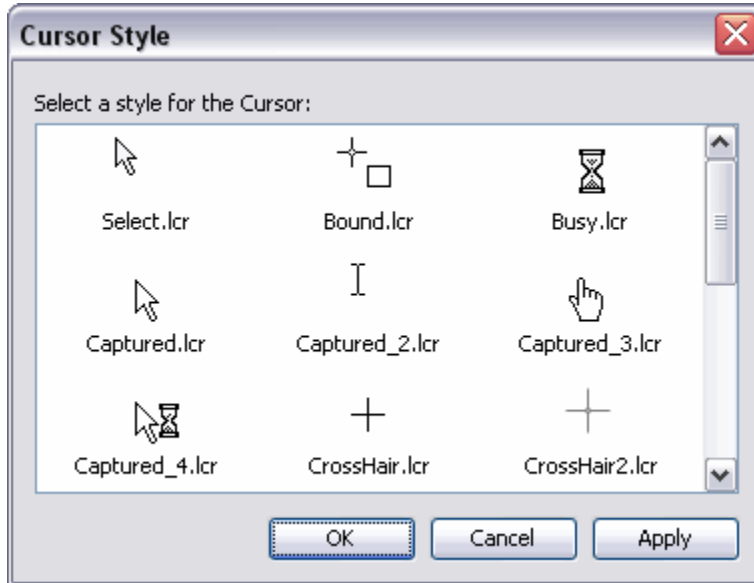 Cursor Style
Select a style for the Cursor:
Select.lcr Bound.lcr Busy.lcr
Captured.lcr Captured_2.lcr Captured_3.lcr
Captured_4.lcr CrossHair.lcr CrossHair2.lcr
OK Cancel Apply